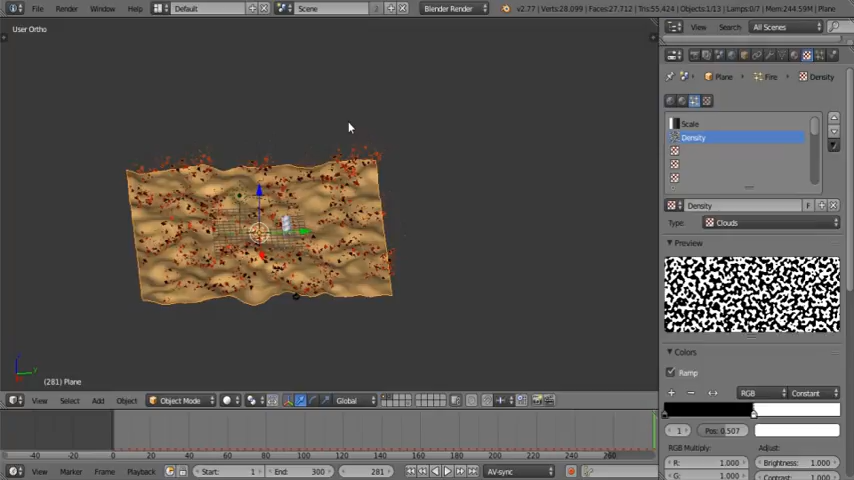 File Render Window Help Default Scene 2 Blender Render v2.77 | Verts:28,099 | Faces:27,712 | Tris:55,424 | Objects:1/13 | Lamps:0/7 | Mem:244.59M | Plane
View Search All Scenes
User Ortho
Plane Fire Density
Scale
Density
Density F
Type: Clouds
Preview
Colors
Ramp
RGB Constant
1 Pos: 0.507
RGB Multiply: Adjust:
R: 1.000 Brightness: 1.000
G: 1.000 Contrast: 1.000
(281) Plane
View Select Add Object Object Mode Global
-40 -20 0 20 40 60 80 100 120 140 160 180 200 220 240 260
View Marker Frame Playback Start: 1 End: 300 281 AV-sync